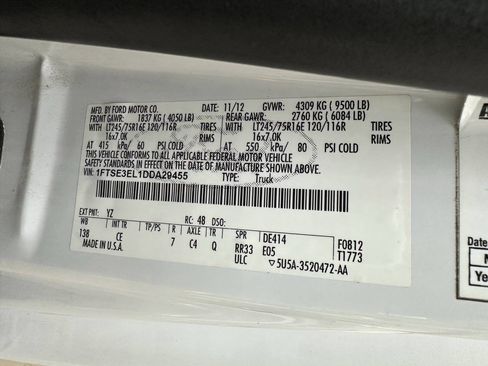 MFD. BY FORD MOTOR CO. DATE: 11/12 GVWR: 4309 KG ( 9500 LB)
FRONT GAWR: 1837 KG ( 4050 LB) REAR GAWR: 2760 KG ( 6084 LB)
WITH LT245/75R16E 120/116R TIRES WITH LT245/75R16E 120/116R TIRES
16x7.0K RIMS 16x7.0K RIMS
AT 415 kPa/ 60 PSI COLD AT 550 kPa/ 80 PSI COLD
THIS VEHICLE CONFORMS TO ALL APPLICABLE FEDERAL MOTOR VEHICLE
SAFETY STANDARDS IN EFFECT ON THE DATE OF MANUFACTURE SHOWN ABOVE.
VIN: 1FTSE3EL1DDA29455 TYPE: Truck
EXT PNT: YZ RC: 48 DSO:
WB INT TP/PS R AXLE TR SPR DE414 F0812
138 CE 7 C4 Q RR33 E05 T1773
MADE IN U.S.A. ULC ▽5U5A-3520472-AA
Date
Ye